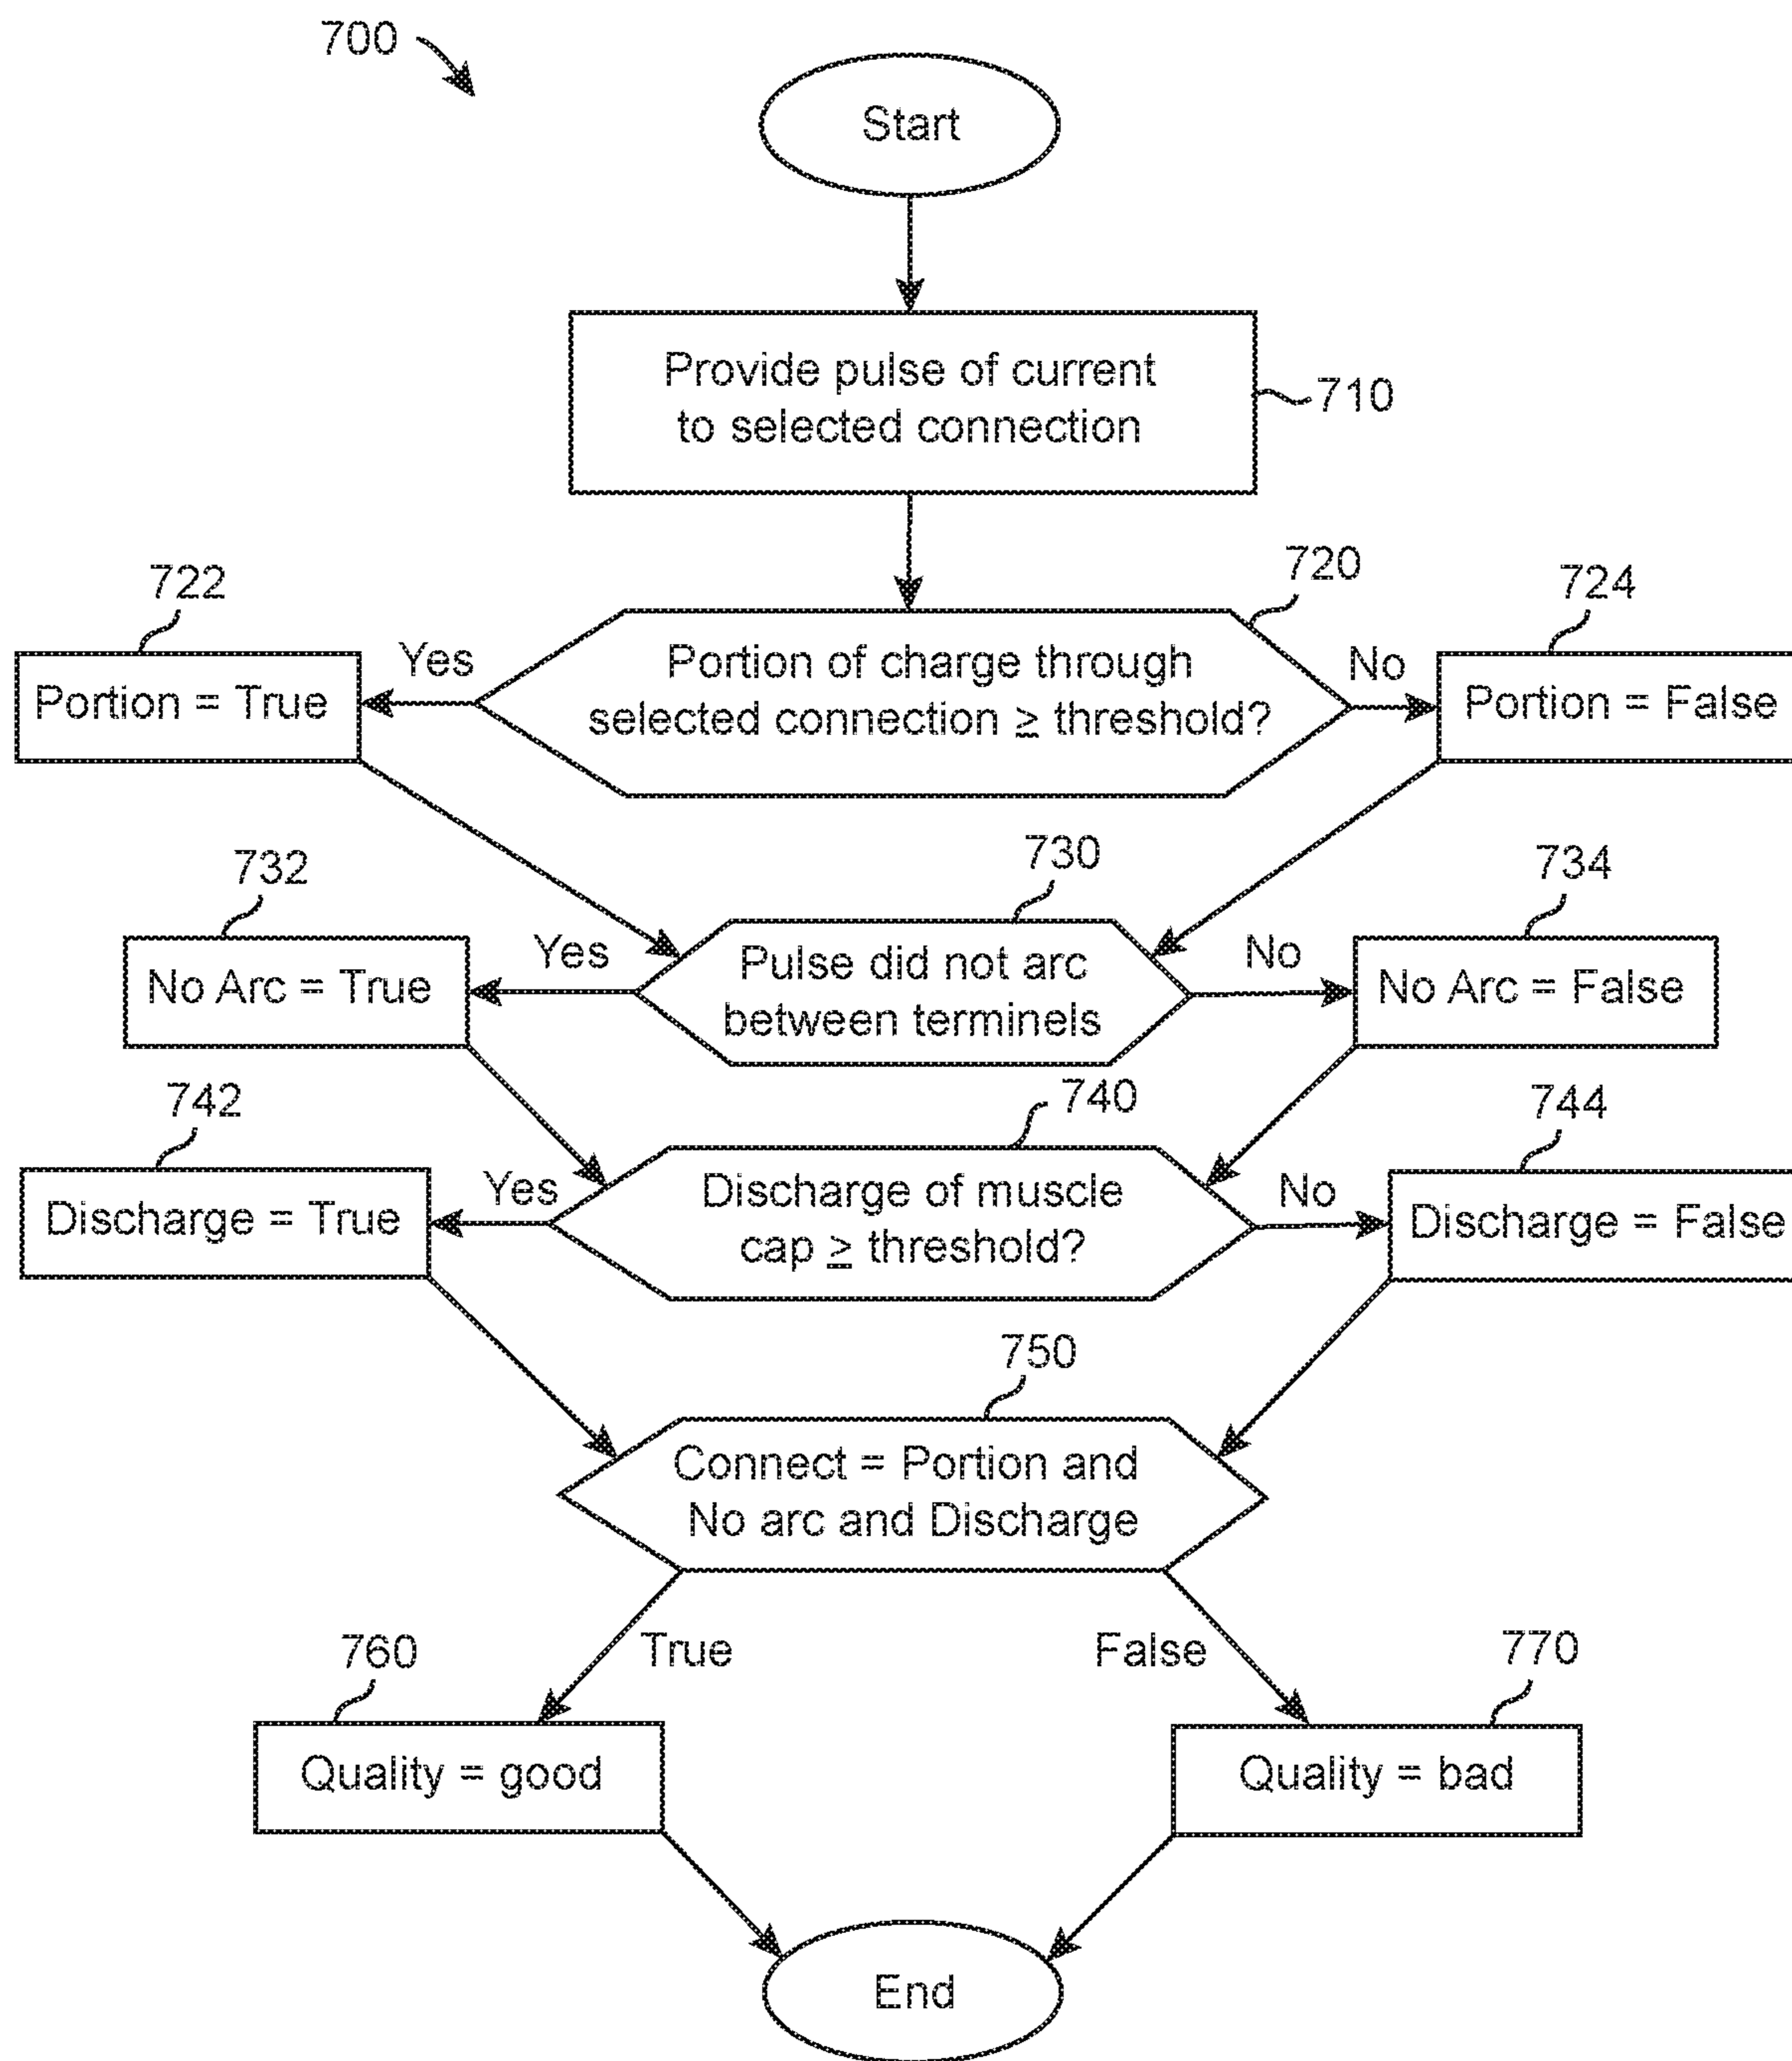 700
Start
Provide pulse of current
to selected connection
710
720
722
724
Yes
Portion of charge through
selected connection ≥ threshold?
No
Portion = True
Portion = False
730
732
734
Yes
Pulse did not arc
between terminels
No
No Arc = True
No Arc = False
740
742
744
Yes
Discharge of muscle
cap ≥ threshold?
No
Discharge = True
Discharge = False
750
Connect = Portion and
No arc and Discharge
True
False
760
770
Quality = good
Quality = bad
End